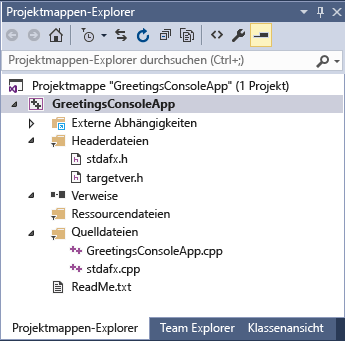 Projektmappen-Explorer
Projektmappen-Explorer durchsuchen (Ctrl+;)
Projektmappe "GreetingsConsoleApp" (1 Projekt)
GreetingsConsoleApp
Externe Abhängigkeiten
Headerdateien
stdafx.h
targetver.h
Verweise
Ressourcendateien
Quelldateien
GreetingsConsoleApp.cpp
stdafx.cpp
ReadMe.txt
Projektmappen-Explorer Team Explorer Klassenansicht